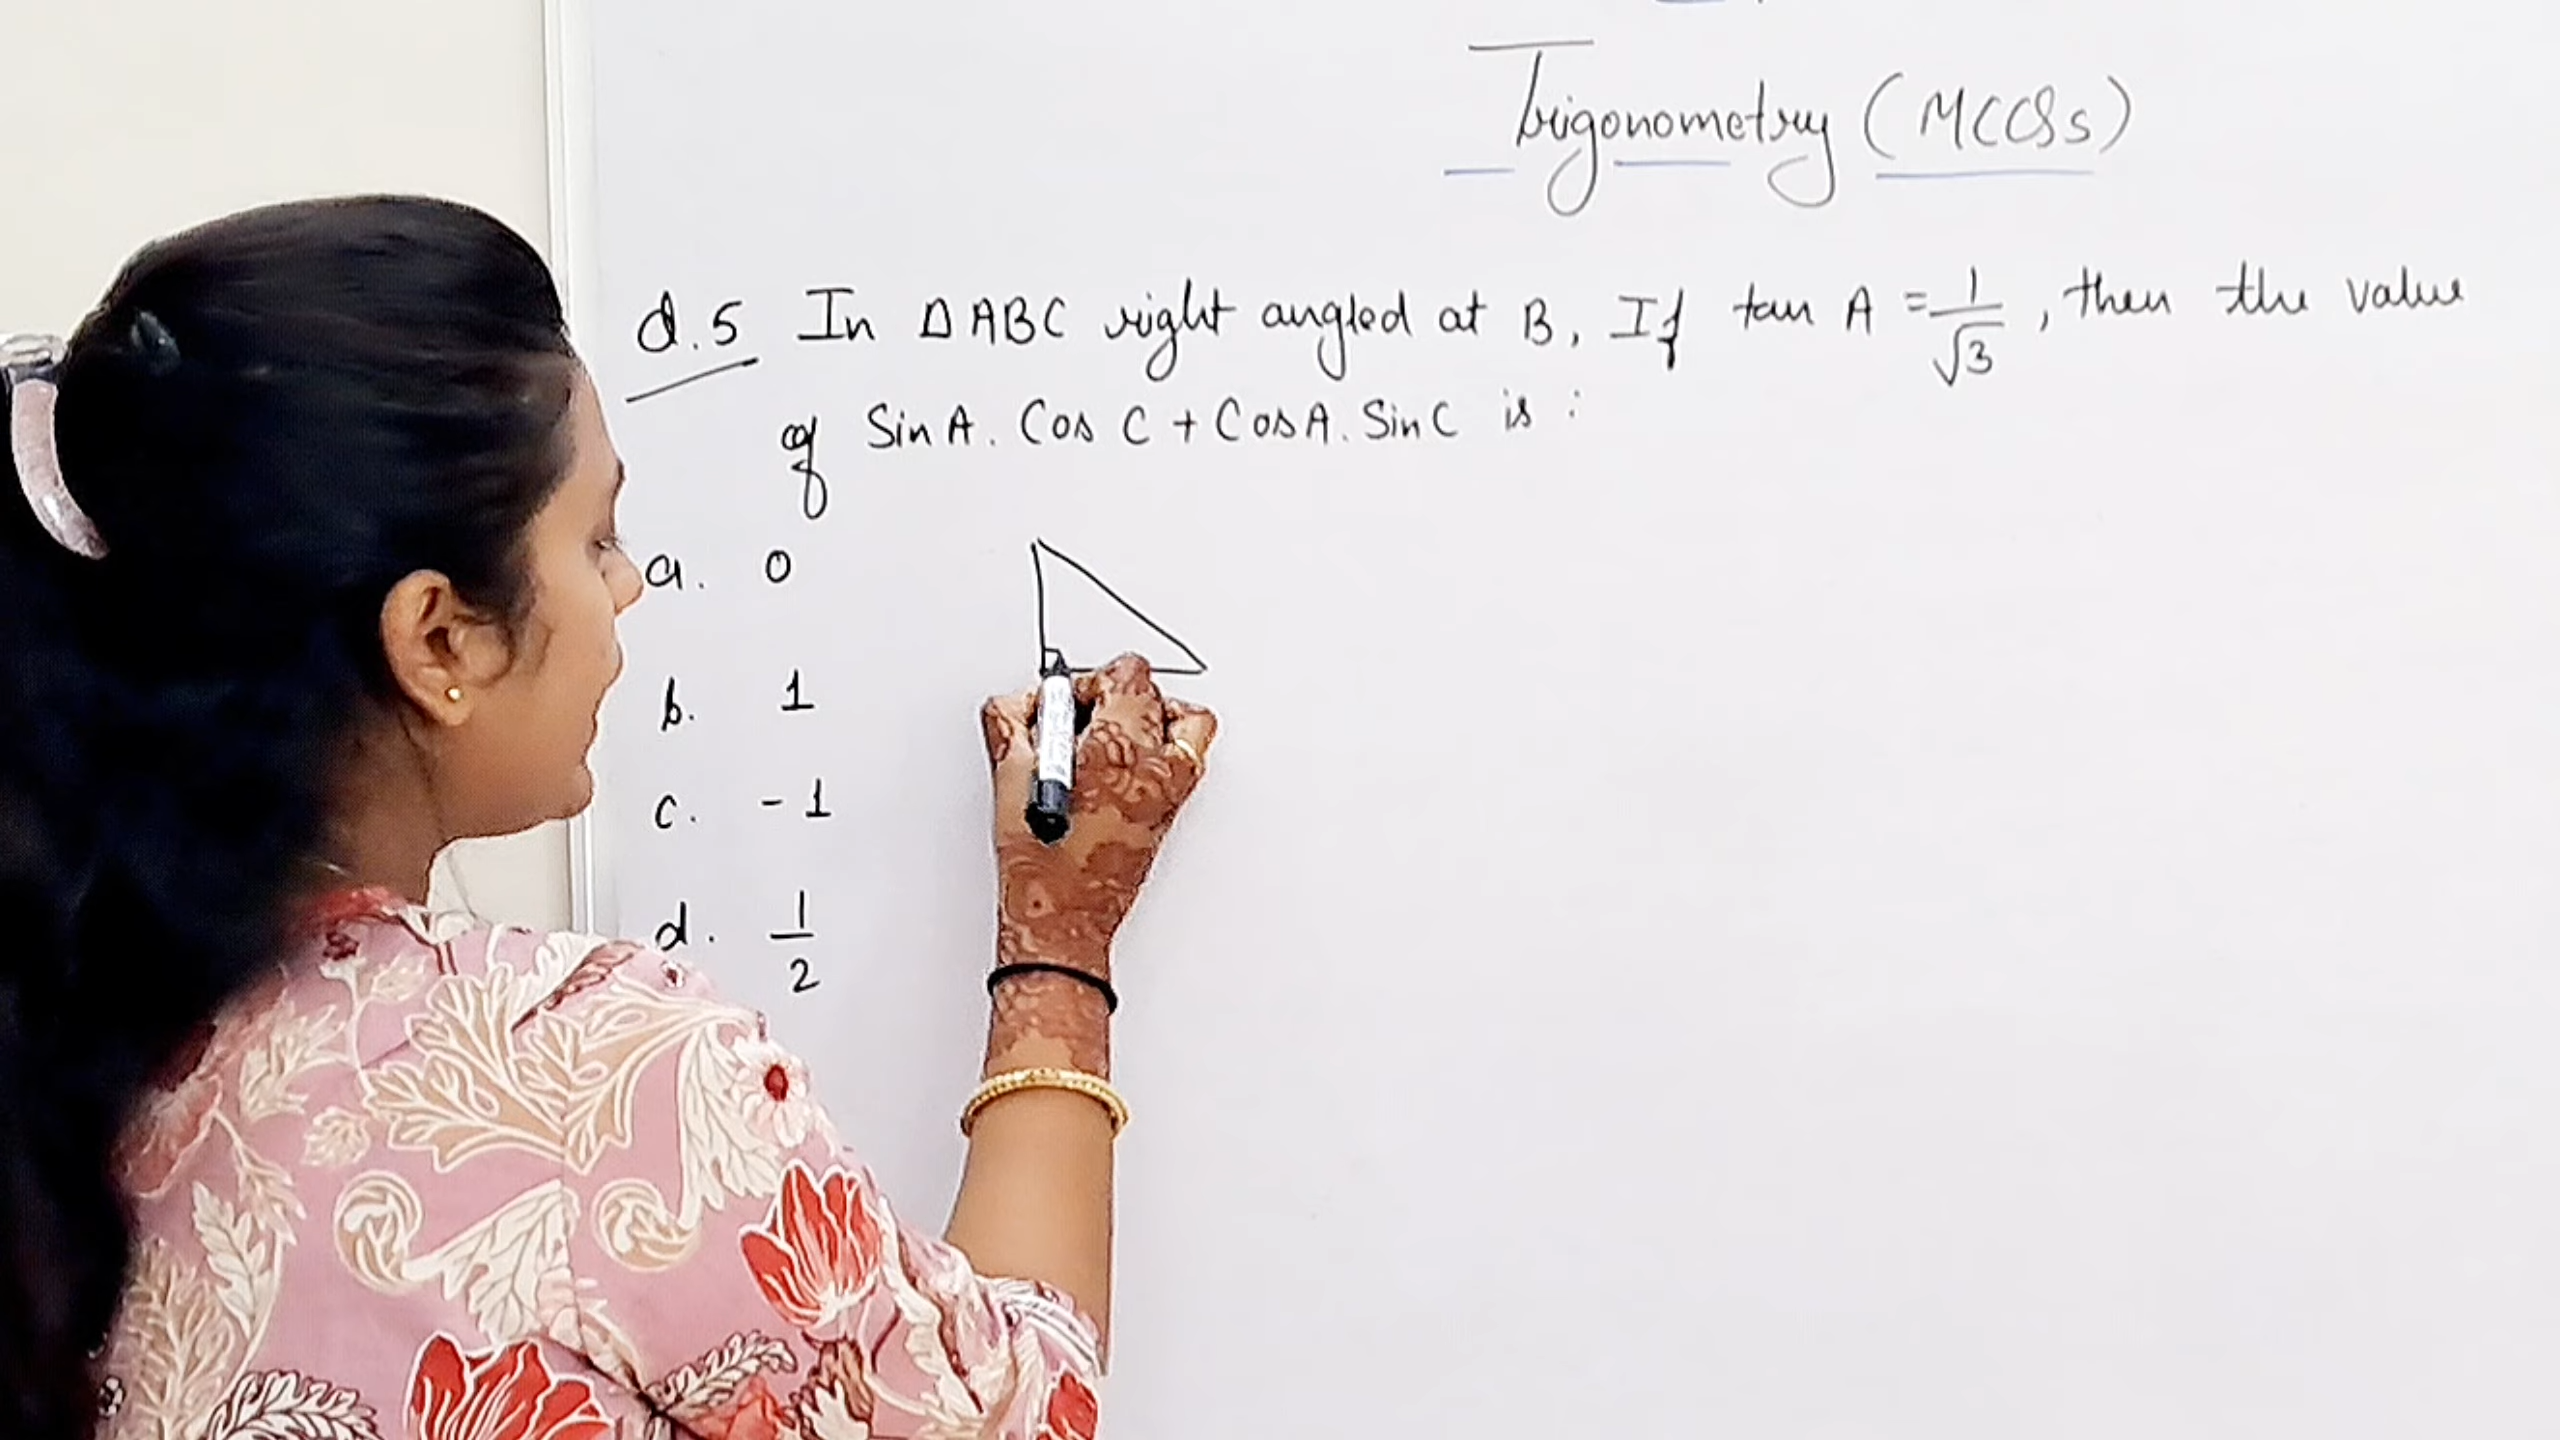 Trigonometry (MCQs)
Q.5 In ΔABC right angled at B, If tan A = 1/√3, then the value
of Sin A. Cos C + Cos A. Sin C is :
a. 0
b. 1
c. -1
d. 1/2